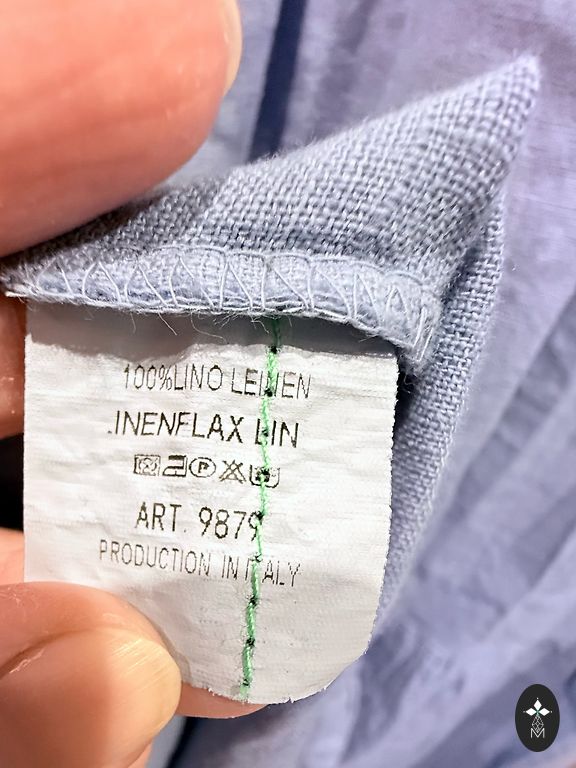 100%LINO LEINEN
.INENFLAX LIN
P
ART. 9879
PRODUCTION IN ITALY
M